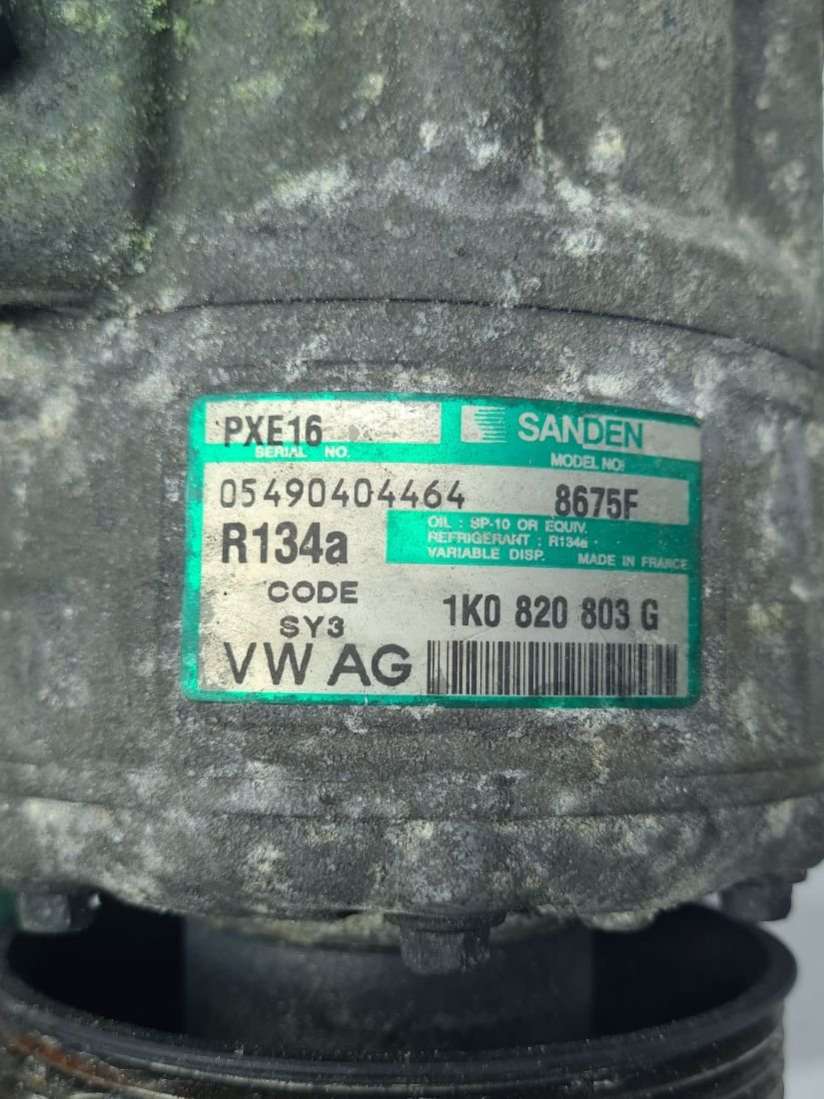 PXE16 SANDEN
SERIAL NO. MODEL NO:
05490404464 8675F
R134a OIL : SP-10 OR EQUIV.
REFRIGERANT : R134a
VARIABLE DISP. MADE IN FRANCE
CODE
SY3 1K0 820 803 G
VW AG